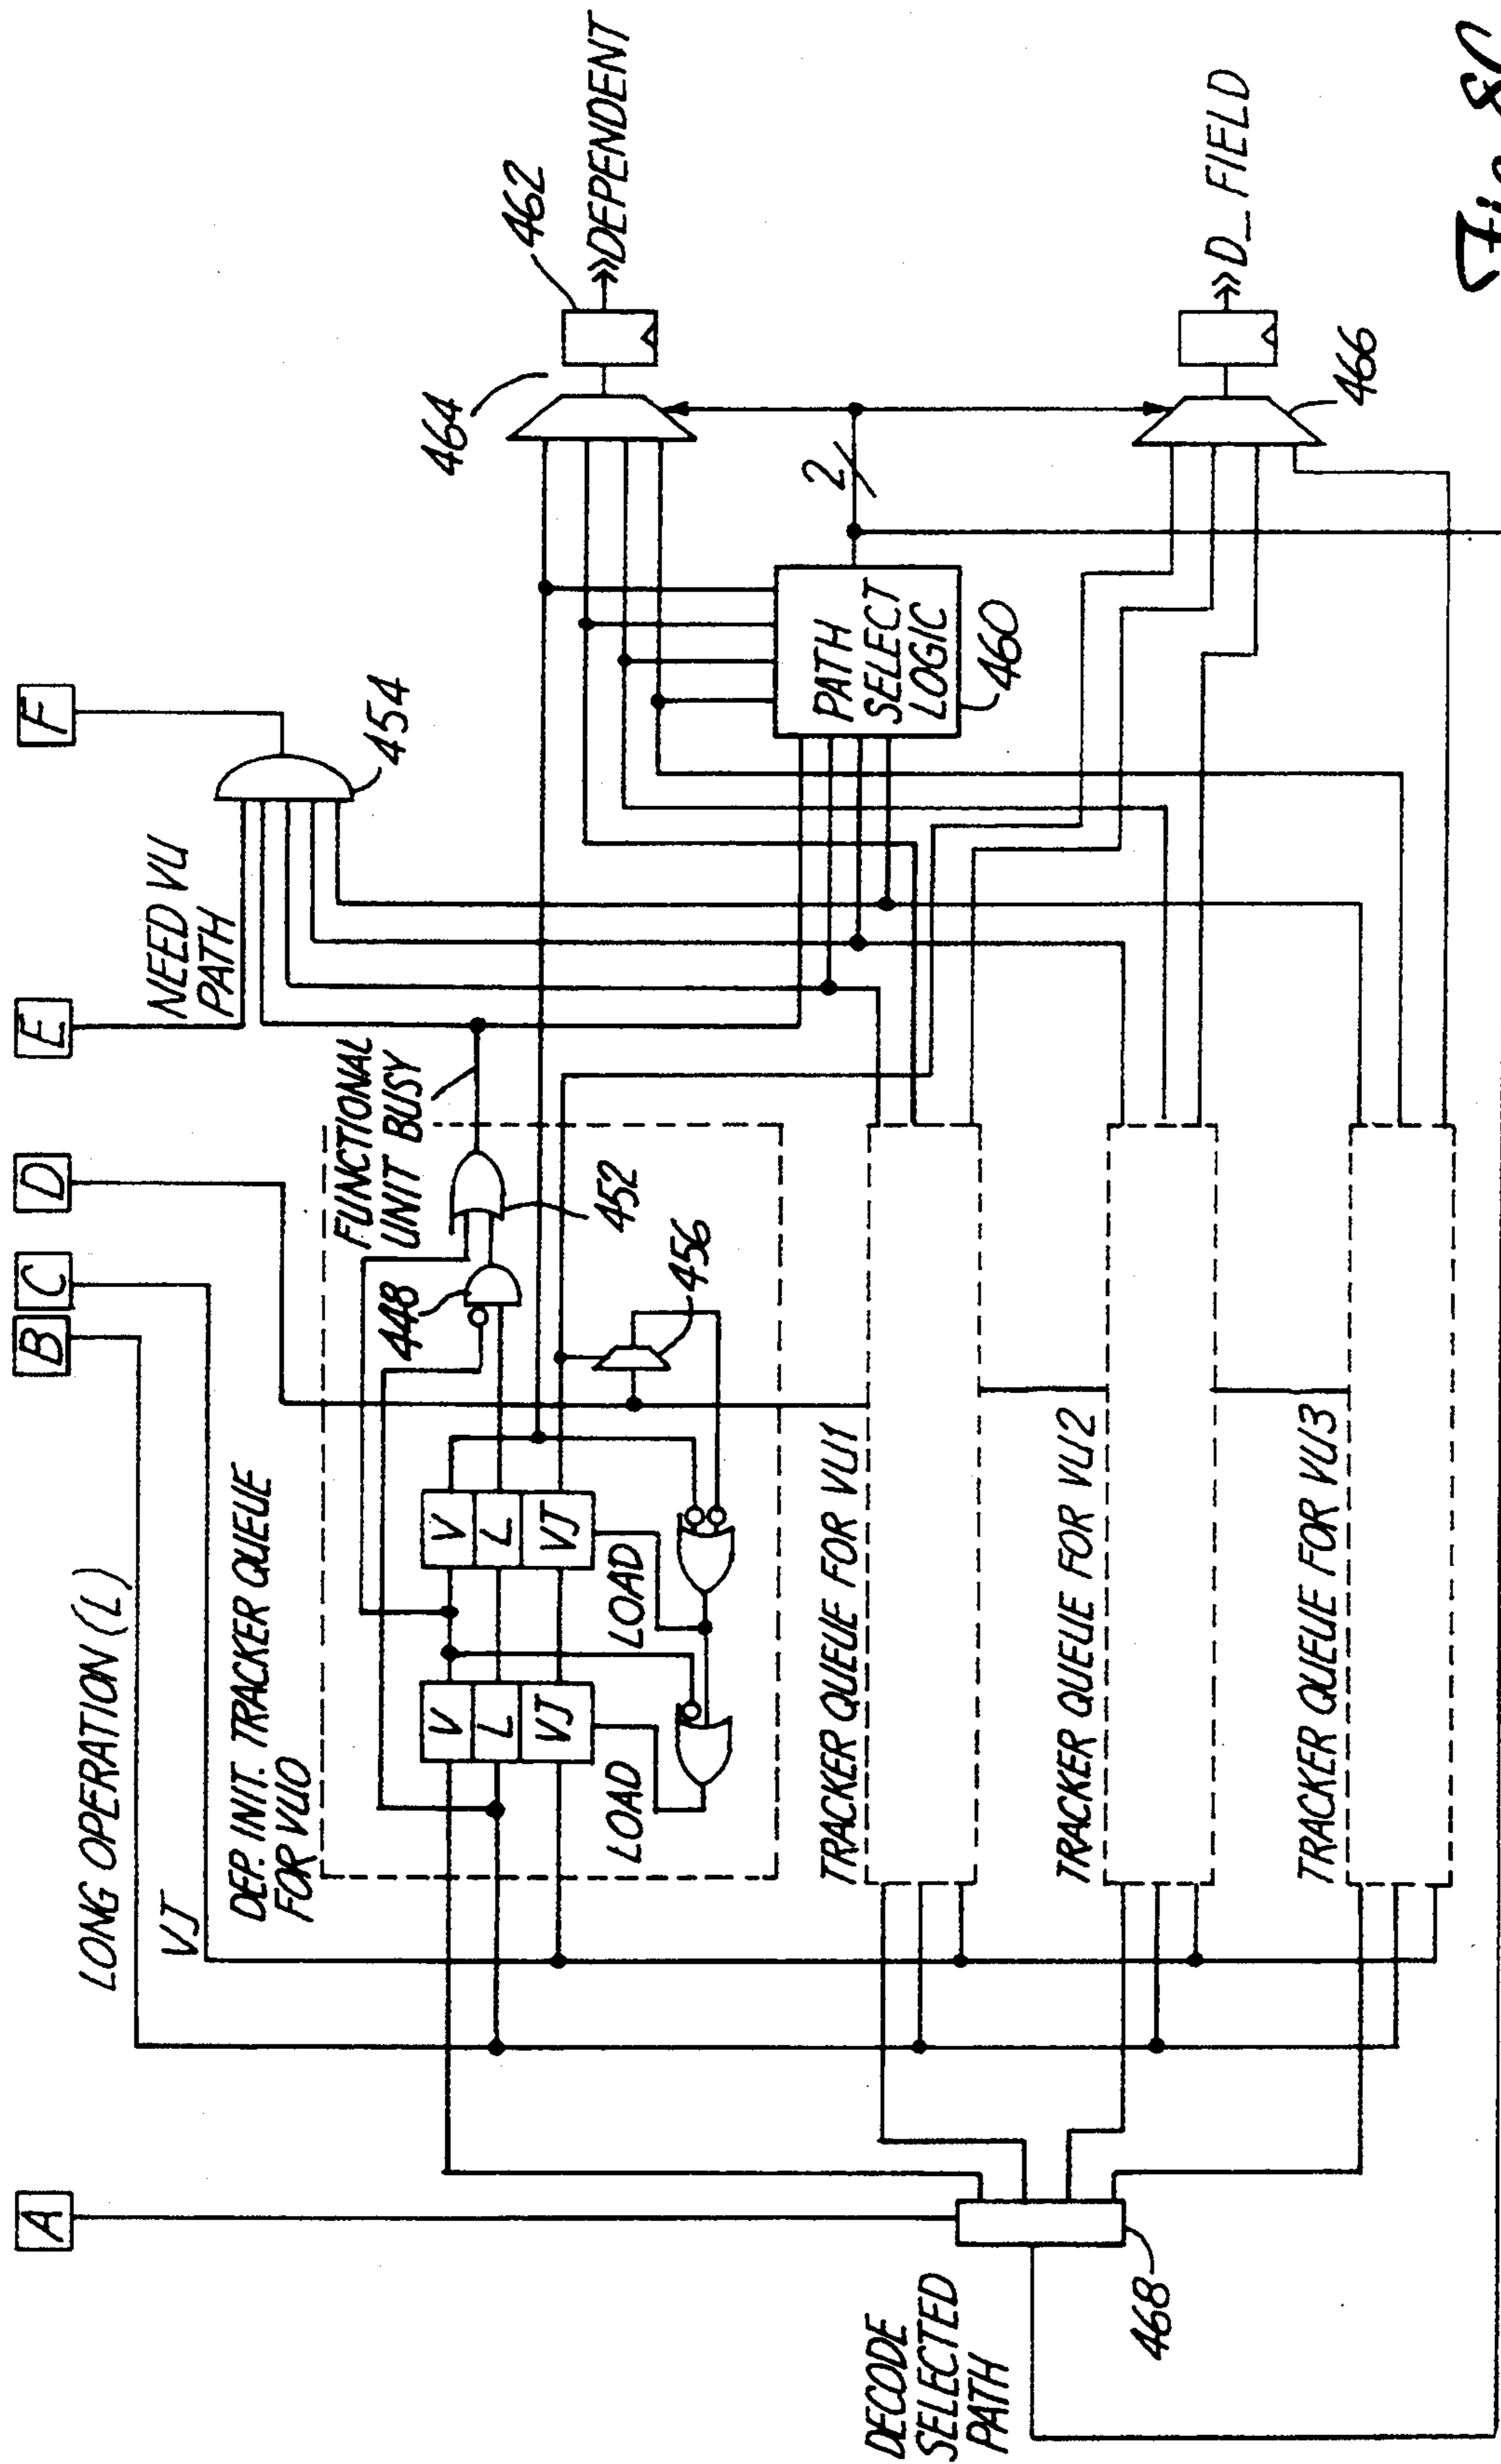 A
B
C
D
E
F
LONG OPERATION (L)
VJ
DEP. INIT. TRACKER QUEUE
FOR VU0
FUNCTIONAL
UNIT BUSY
NEED VU
PATH
454
V
L
VJ
LOAD
V
L
VJ
LOAD
448
452
456
464
462
DEPENDENT
2
PATH
SELECT
LOGIC
460
TRACKER QUEUE FOR VU1
TRACKER QUEUE FOR VU2
TRACKER QUEUE FOR VU3
DECODE
SELECTED
PATH
468
D_FIELD
466
Fig. 8C